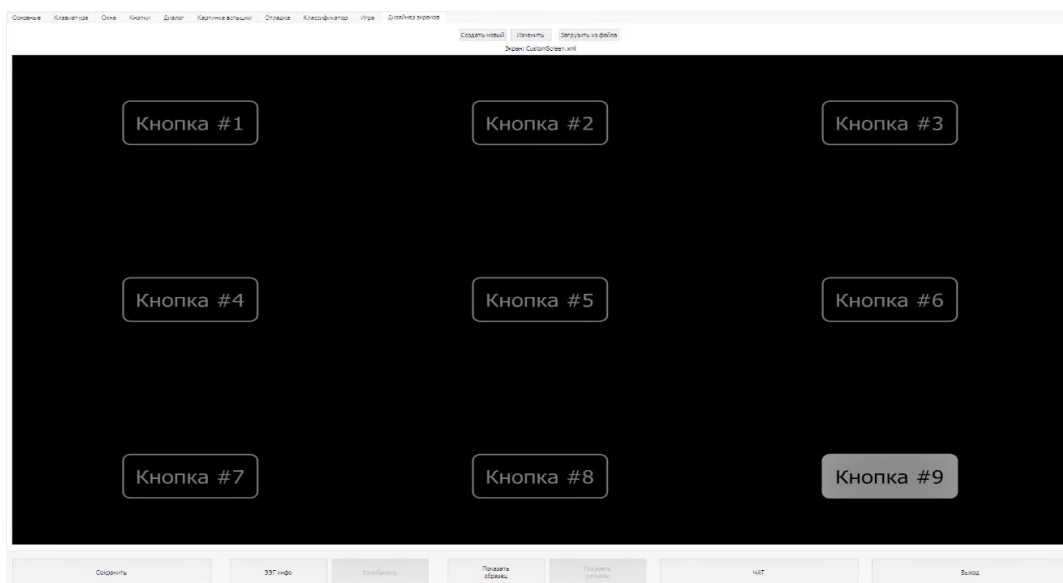 Основные Клавиатура Окна Кнопки Диалог Картинка вспышки Отладка Классификатор Игра Дизайнер экранов
Создать новый Изменить Загрузить из файла
Экран: CustomScreen.xml
Кнопка #1 Кнопка #2 Кнопка #3
Кнопка #4 Кнопка #5 Кнопка #6
Кнопка #7 Кнопка #8 Кнопка #9
Сохранить ЭЭГ инфо Калибровка Показать образец Показать сигналы ЧАТ Выход